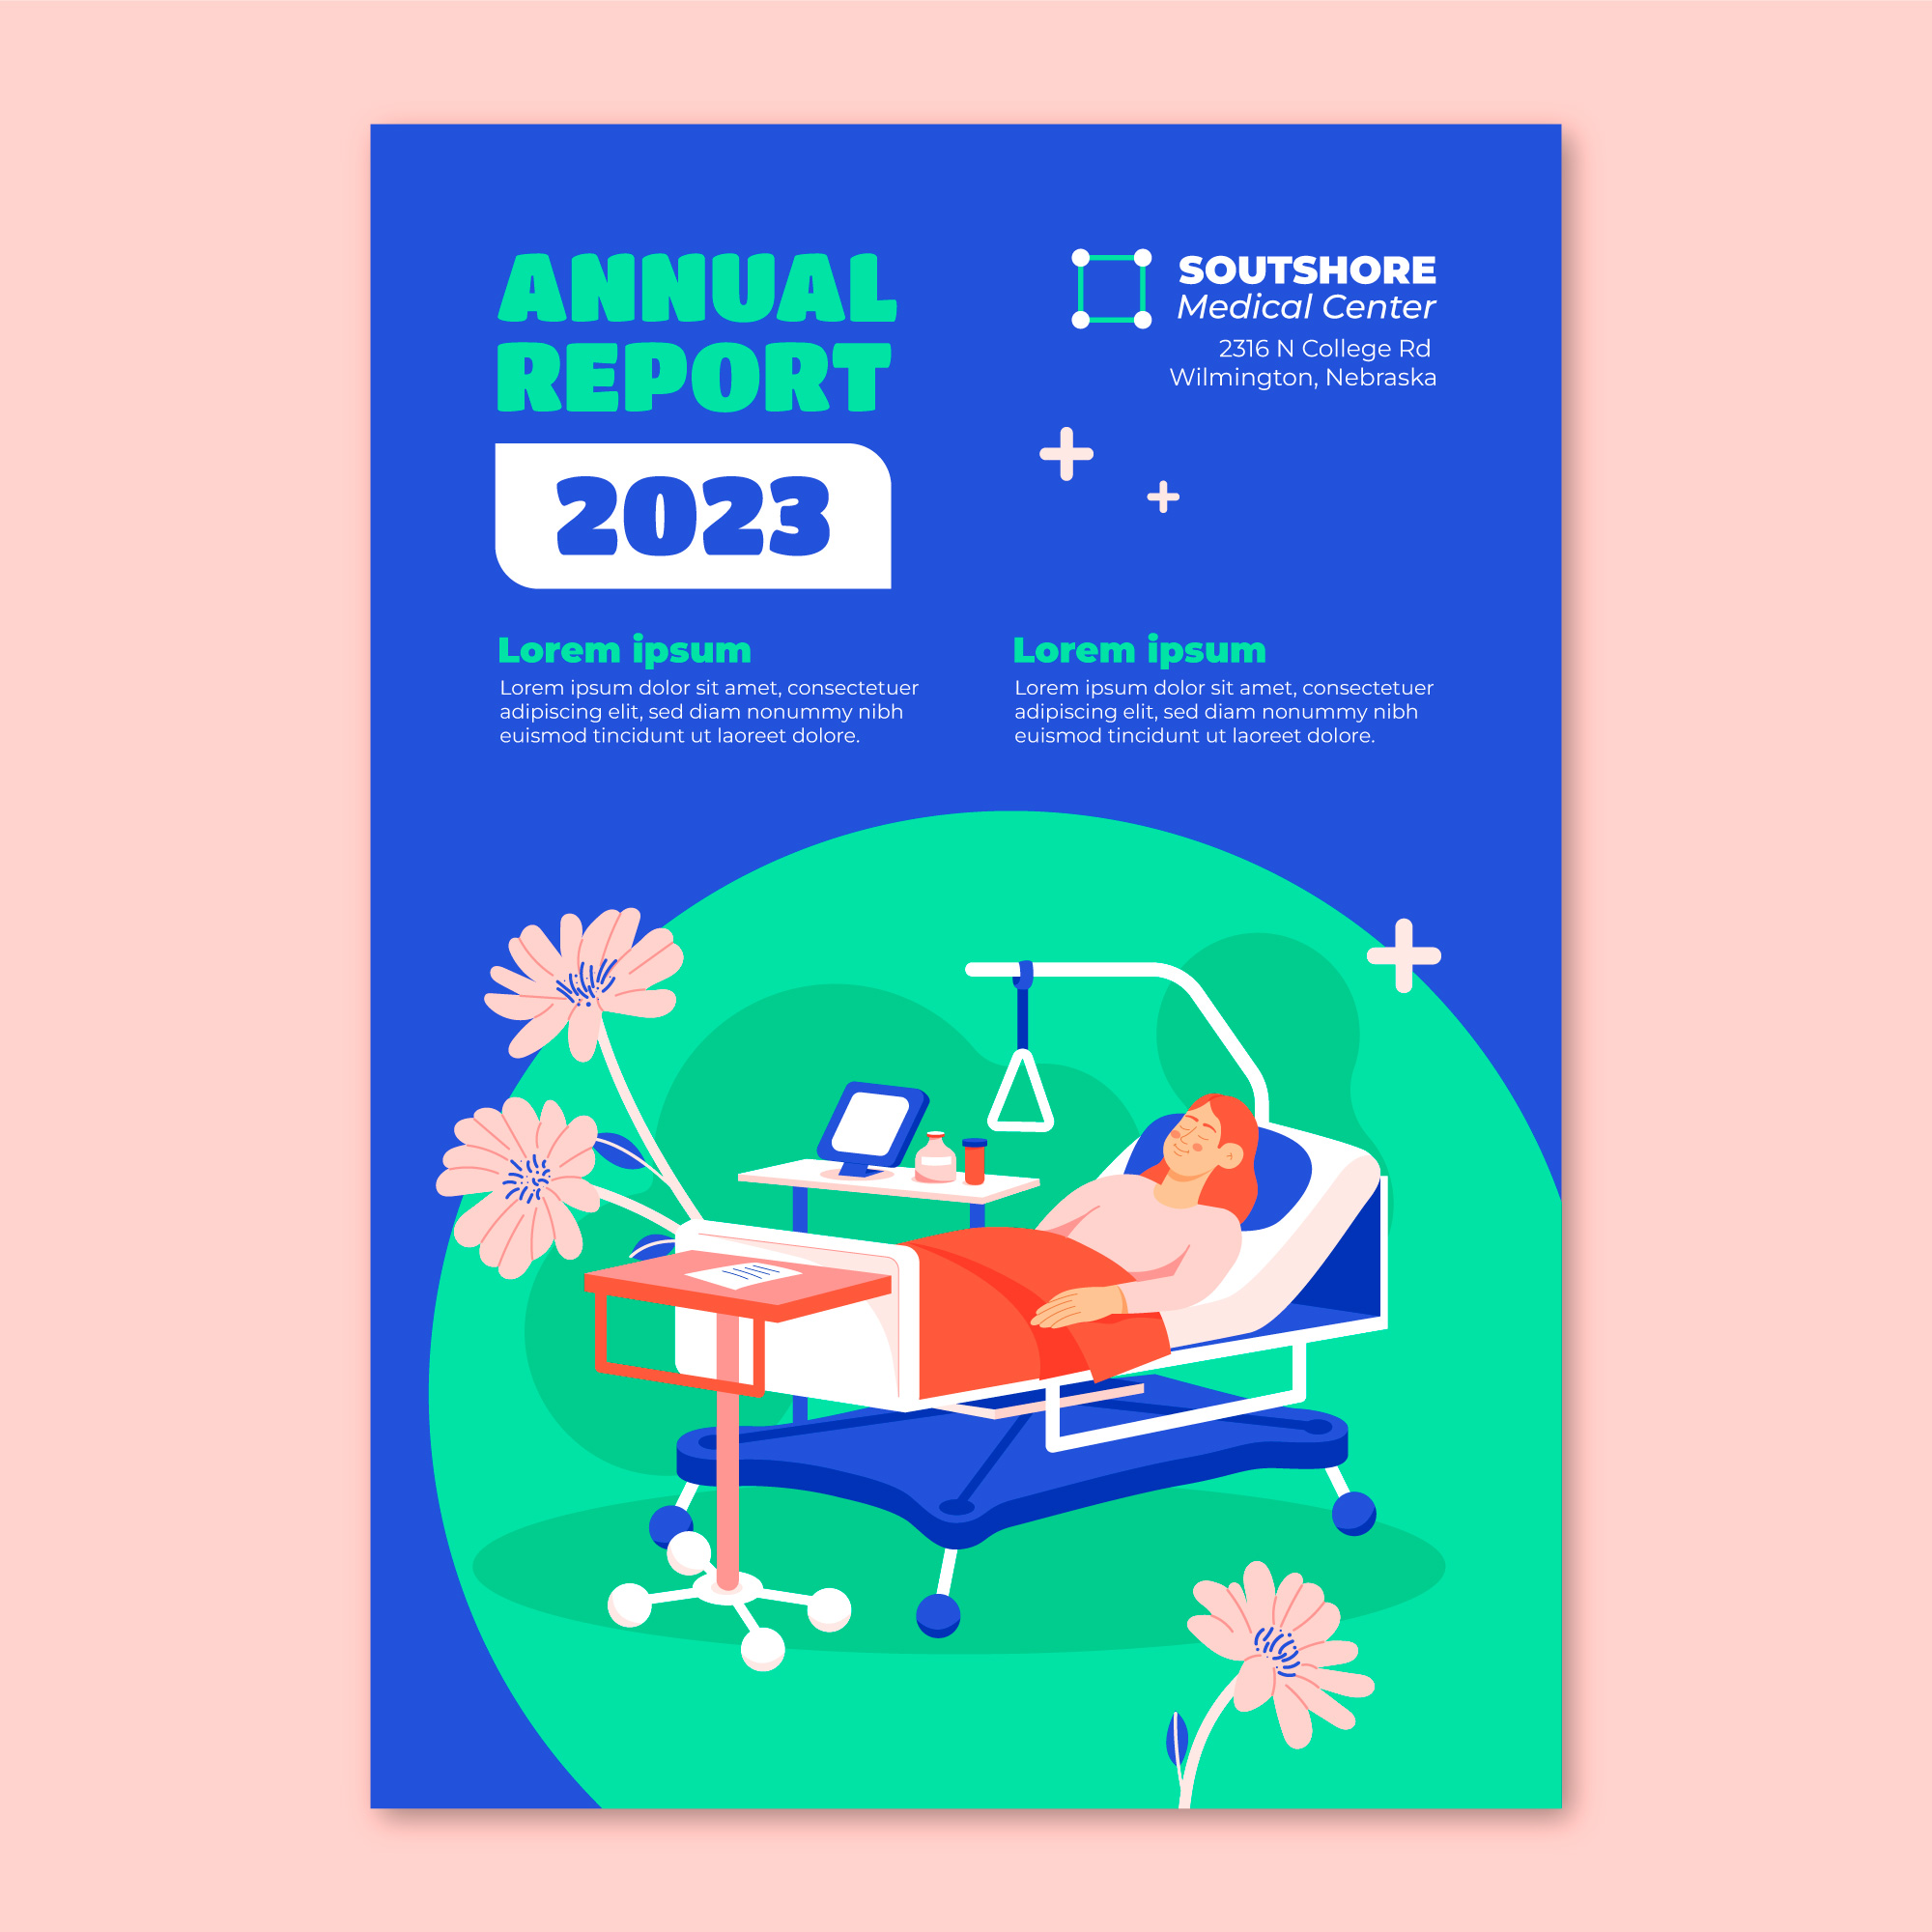 ANNUAL
REPORT
2023
SOUTSHORE
Medical Center
2316 N College Rd
Wilmington, Nebraska
Lorem ipsum
Lorem ipsum dolor sit amet, consectetuer
adipiscing elit, sed diam nonummy nibh
euismod tincidunt ut laoreet dolore.
Lorem ipsum
Lorem ipsum dolor sit amet, consectetuer
adipiscing elit, sed diam nonummy nibh
euismod tincidunt ut laoreet dolore.